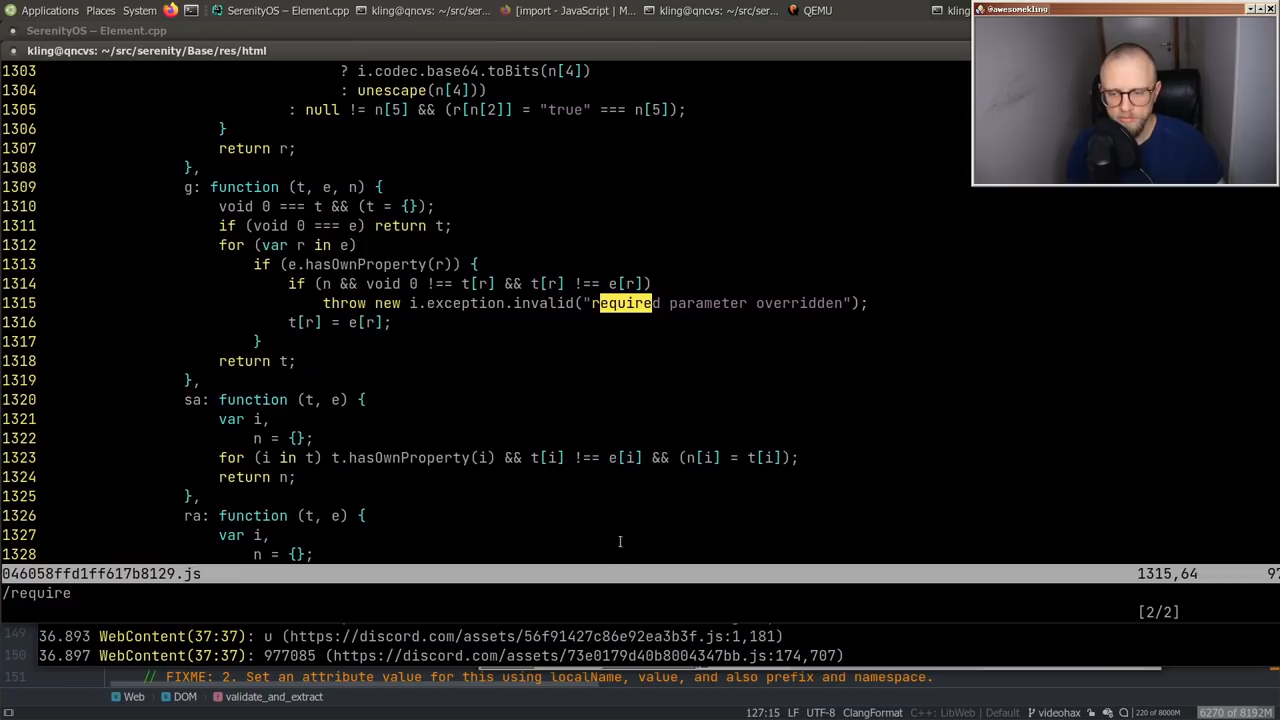 Applications Places System SerenityOS – Element.cpp kling@qncvs: ~/src/ser... [import - JavaScript | M... kling@qncvs: ~/src/ser... QEMU kling
@awesomekling
SerenityOS – Element.cpp
kling@qncvs: ~/src/serenity/Base/res/html
1303 ? i.codec.base64.toBits(n[4])
1304 : unescape(n[4]))
1305 : null != n[5] && (r[n[2]] = "true" === n[5]);
1306 }
1307 return r;
1308 },
1309 g: function (t, e, n) {
1310 void 0 === t && (t = {});
1311 if (void 0 === e) return t;
1312 for (var r in e)
1313 if (e.hasOwnProperty(r)) {
1314 if (n && void 0 !== t[r] && t[r] !== e[r])
1315 throw new i.exception.invalid("required parameter overridden");
1316 t[r] = e[r];
1317 }
1318 return t;
1319 },
1320 sa: function (t, e) {
1321 var i,
1322 n = {};
1323 for (i in t) t.hasOwnProperty(i) && t[i] !== e[i] && (n[i] = t[i]);
1324 return n;
1325 },
1326 ra: function (t, e) {
1327 var i,
1328 n = {};
046058ffd1ff617b8129.js 1315,64 97
/require
[2/2]
149 36.893 WebContent(37:37): u (https://discord.com/assets/56f91427c86e92ea3b3f.js:1,181)
150 36.897 WebContent(37:37): 977085 (https://discord.com/assets/73e0179d40b8004347bb.js:174,707)
151 // FIXME: 2. Set an attribute value for this using localName, value, and also prefix and namespace.
Web DOM validate_and_extract
127:15 LF UTF-8 ClangFormat C++: LibWeb | Default videohax 220 of 8000M 6270 of 8192M